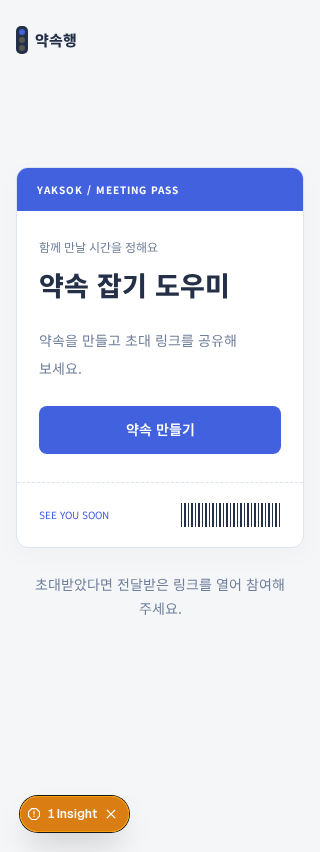 약속행
YAKSOK / MEETING PASS
함께 만날 시간을 정해요
약속 잡기 도우미
약속을 만들고 초대 링크를 공유해
보세요.
약속 만들기
SEE YOU SOON
초대받았다면 전달받은 링크를 열어 참여해
주세요.
1 Insight